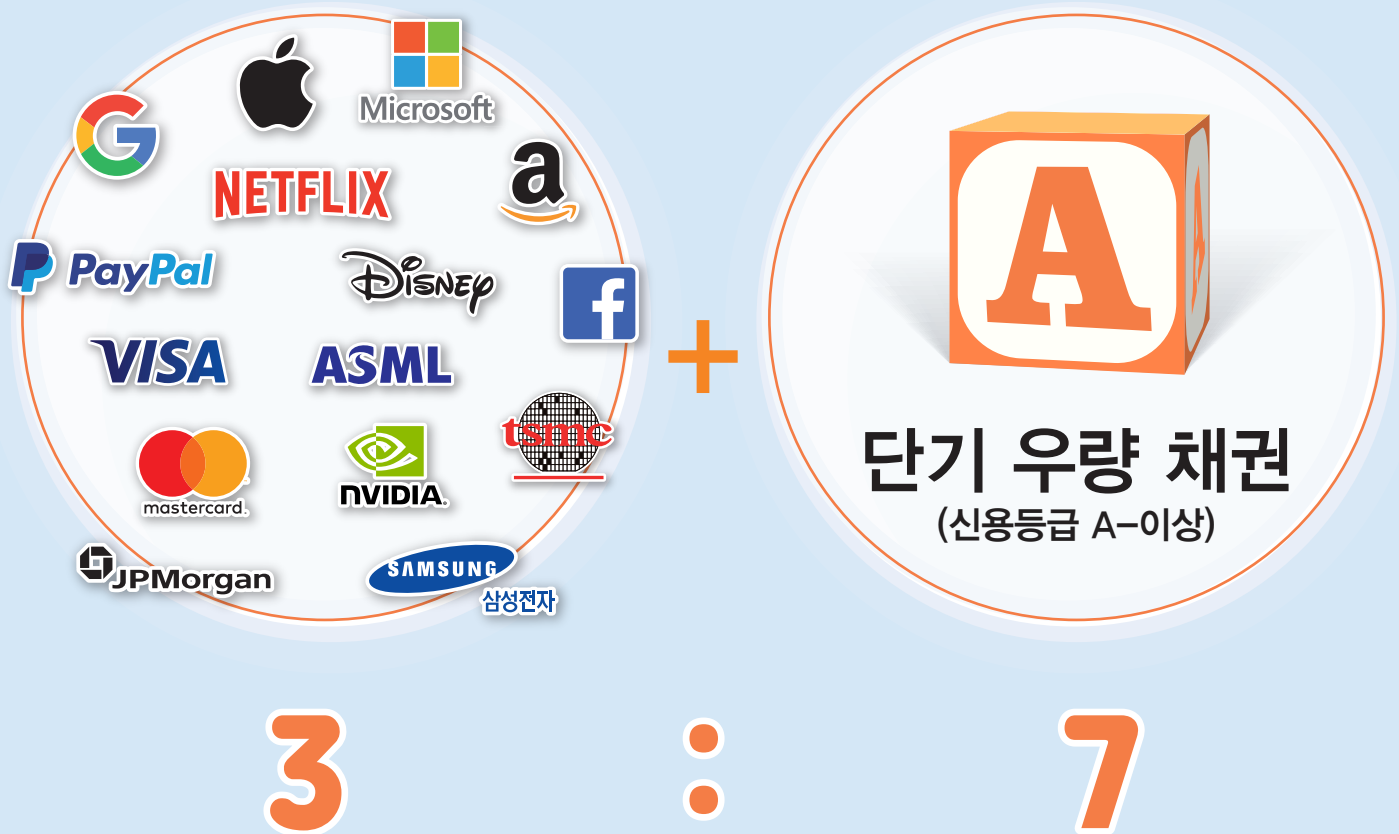 Microsoft
G
a
NETFLIX
P PayPal
Disney
f
VISA
ASML
tsmc
mastercard.
nVIDIA.
JPMorgan
SAMSUNG
삼성전자
+
A
단기 우량 채권
(신용등급 A-이상)
3 : 7